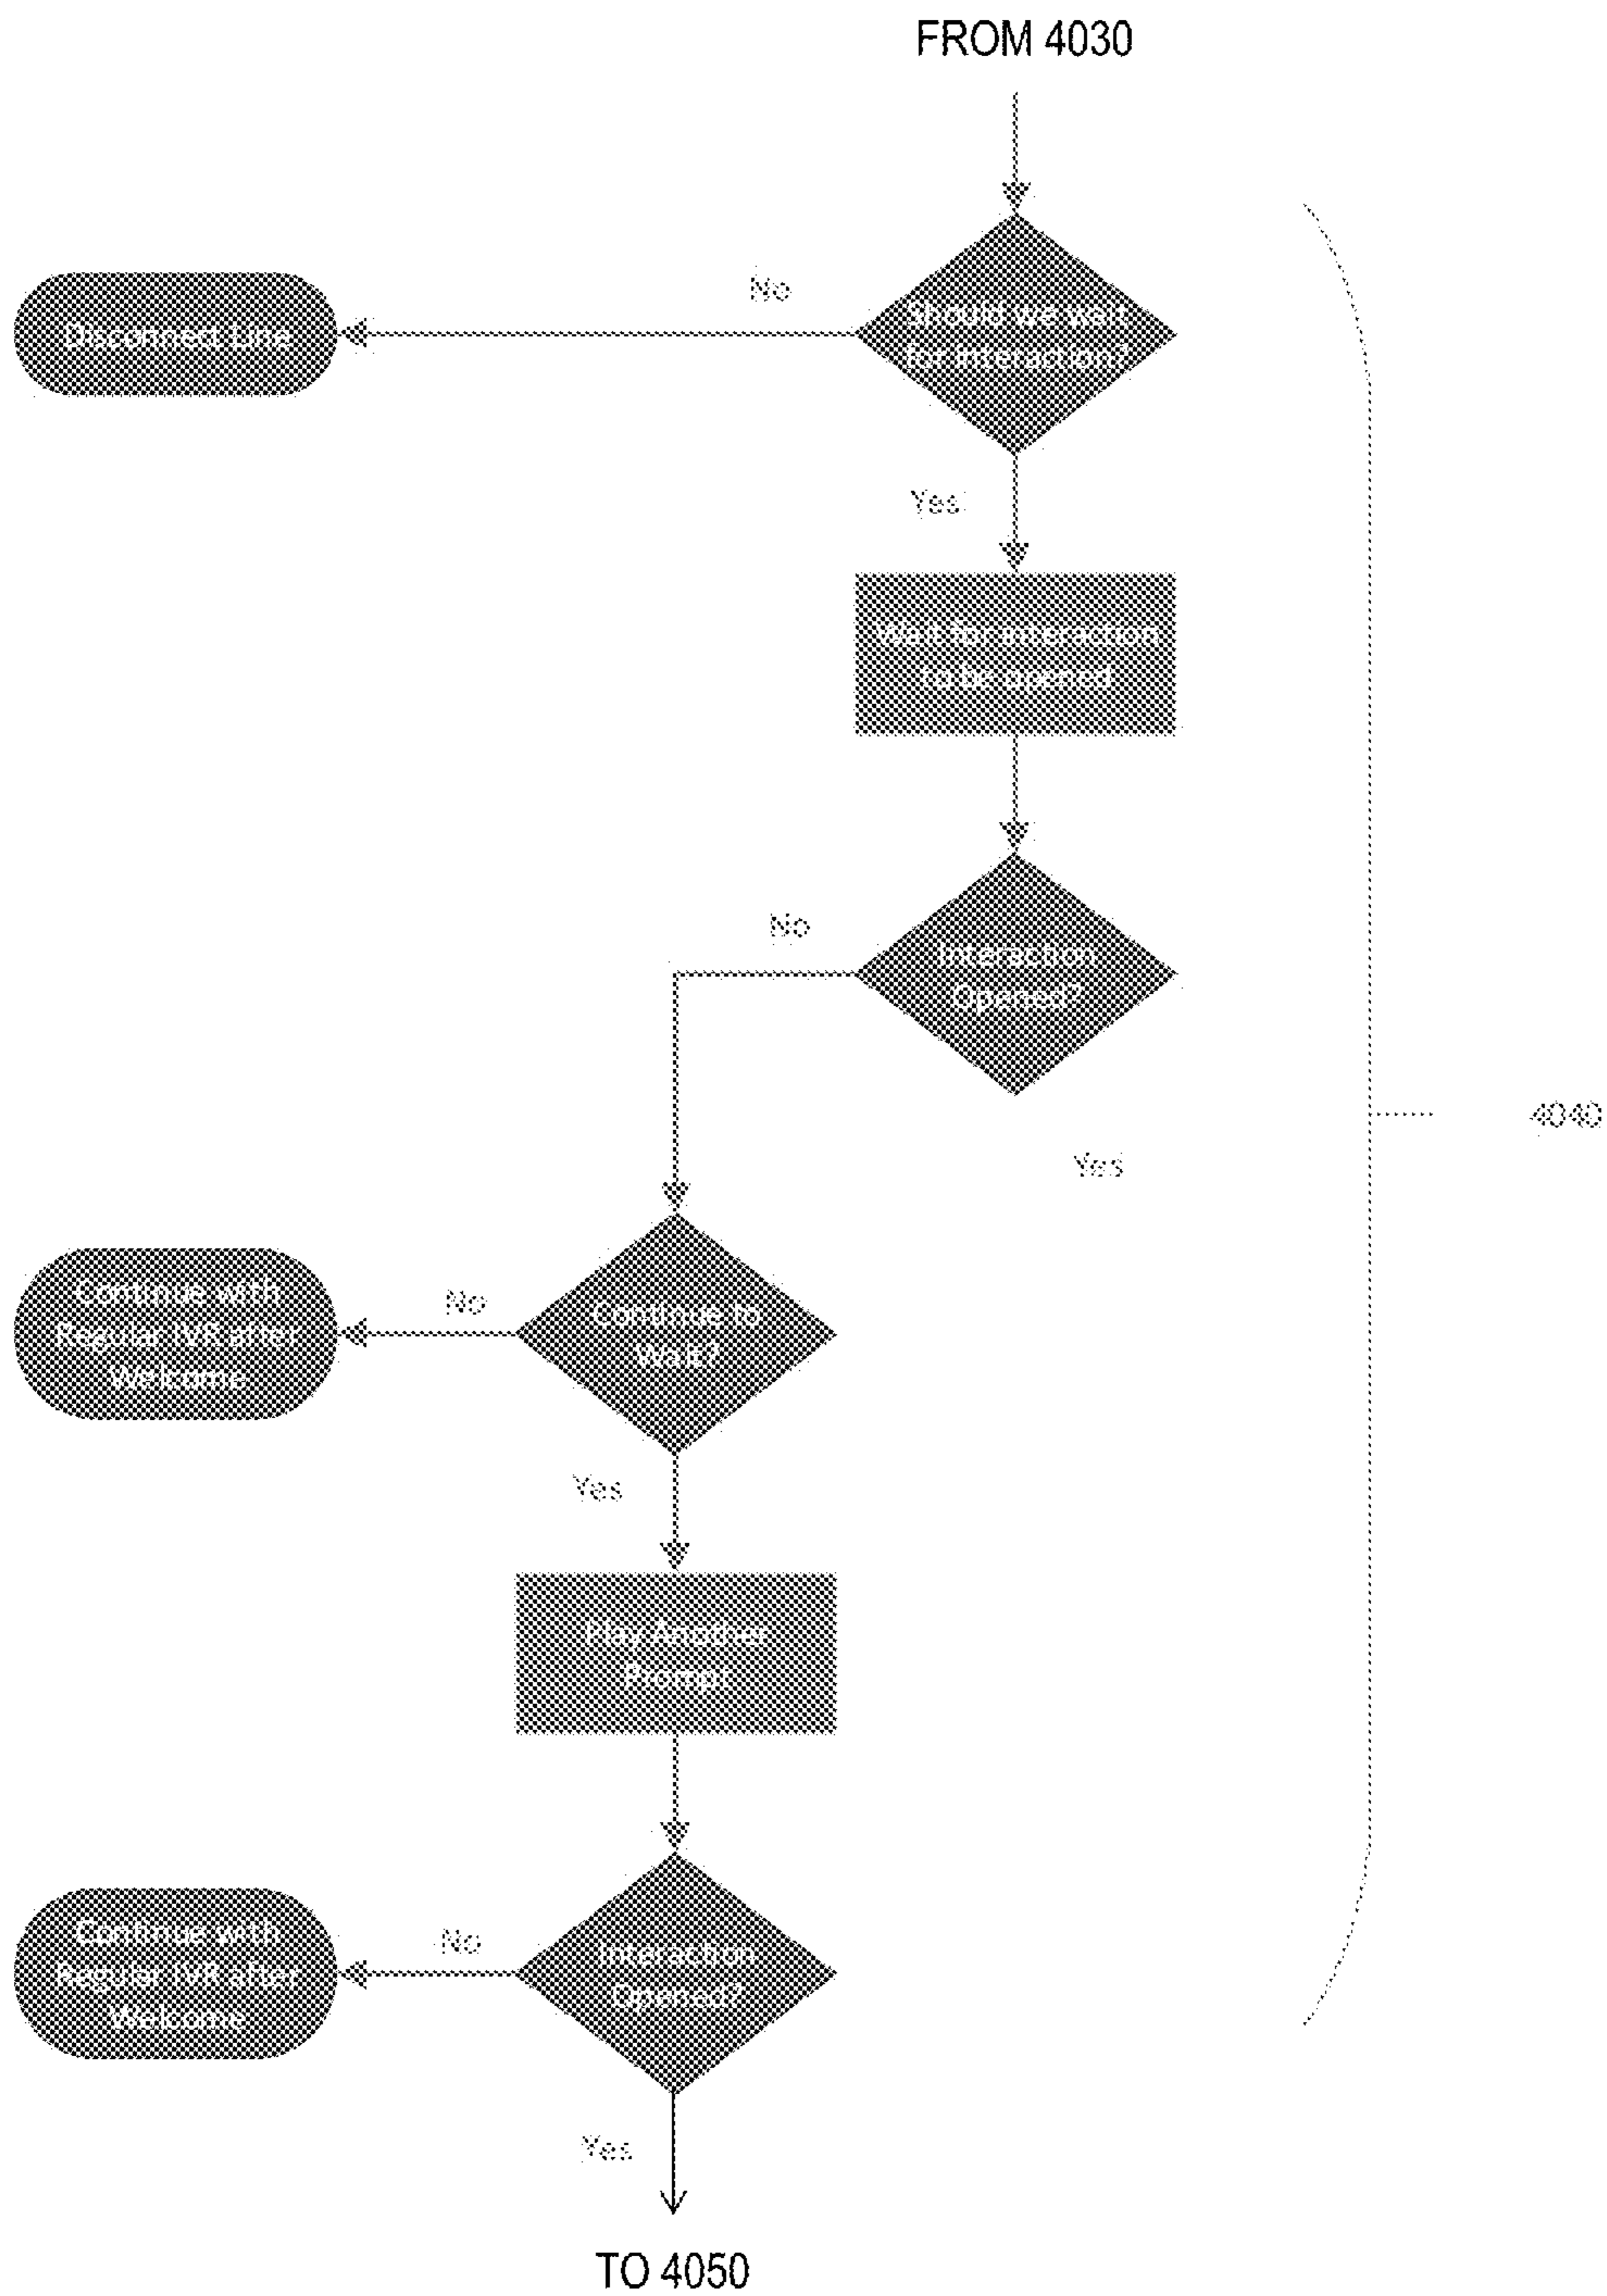 FROM 4030
No
Should we wait
for interaction?
Disconnect Line
Yes
Wait for interaction
to be opened
No
Interaction
Opened?
4040
Yes
Continue with
Regular IVR after
Welcome
No
Continue to
Wait?
Yes
Play Another
Prompt
Continue with
Regular IVR after
Welcome
No
Interaction
Opened?
Yes
TO 4050